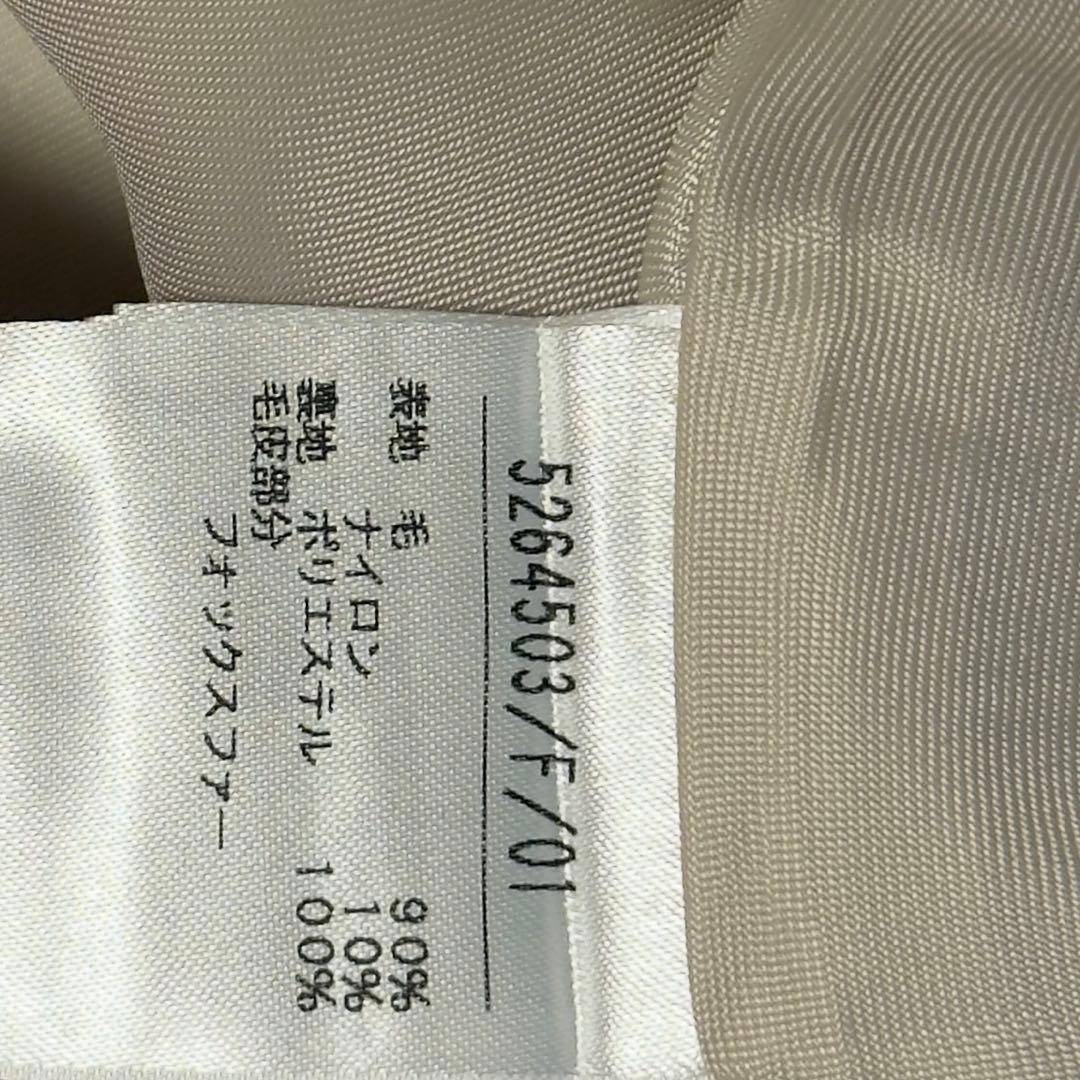 5264503/F/01
表地 毛 90%
ナイロン 10%
裏地 ポリエステル 100%
毛皮部分
フォックスファー